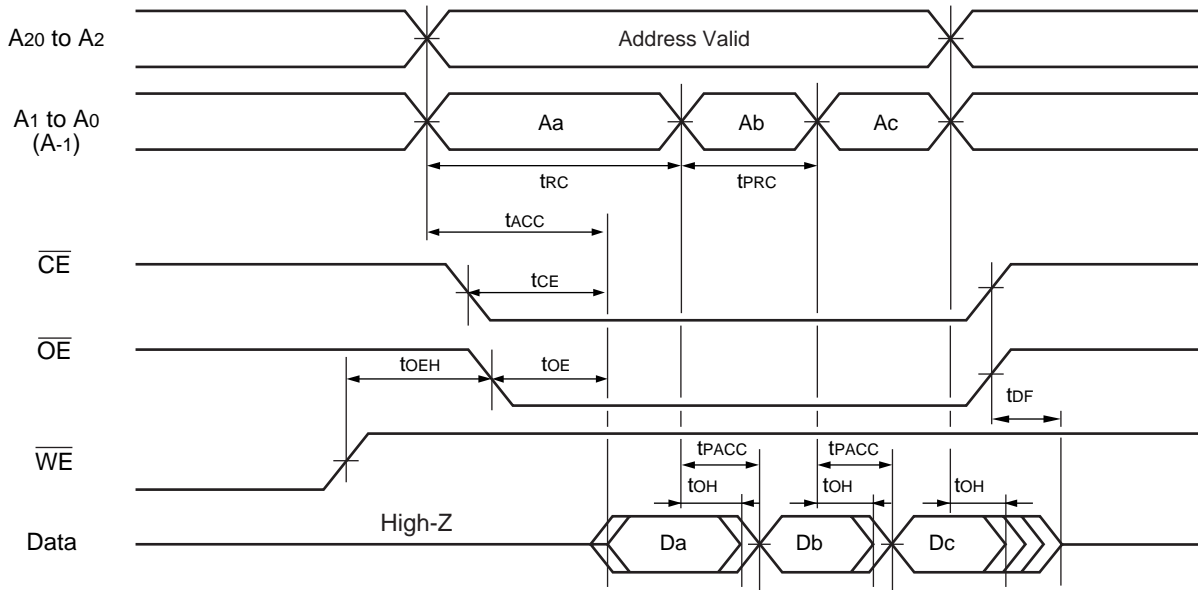 A20 to A2
Address Valid
A1 to A0
(A-1)
Aa
Ab
Ac
tRC
tPRC
tACC
CE
tCE
OE
tOEH
tOE
tDF
WE
tPACC
tPACC
tOH
tOH
tOH
High-Z
Data
Da
Db
Dc